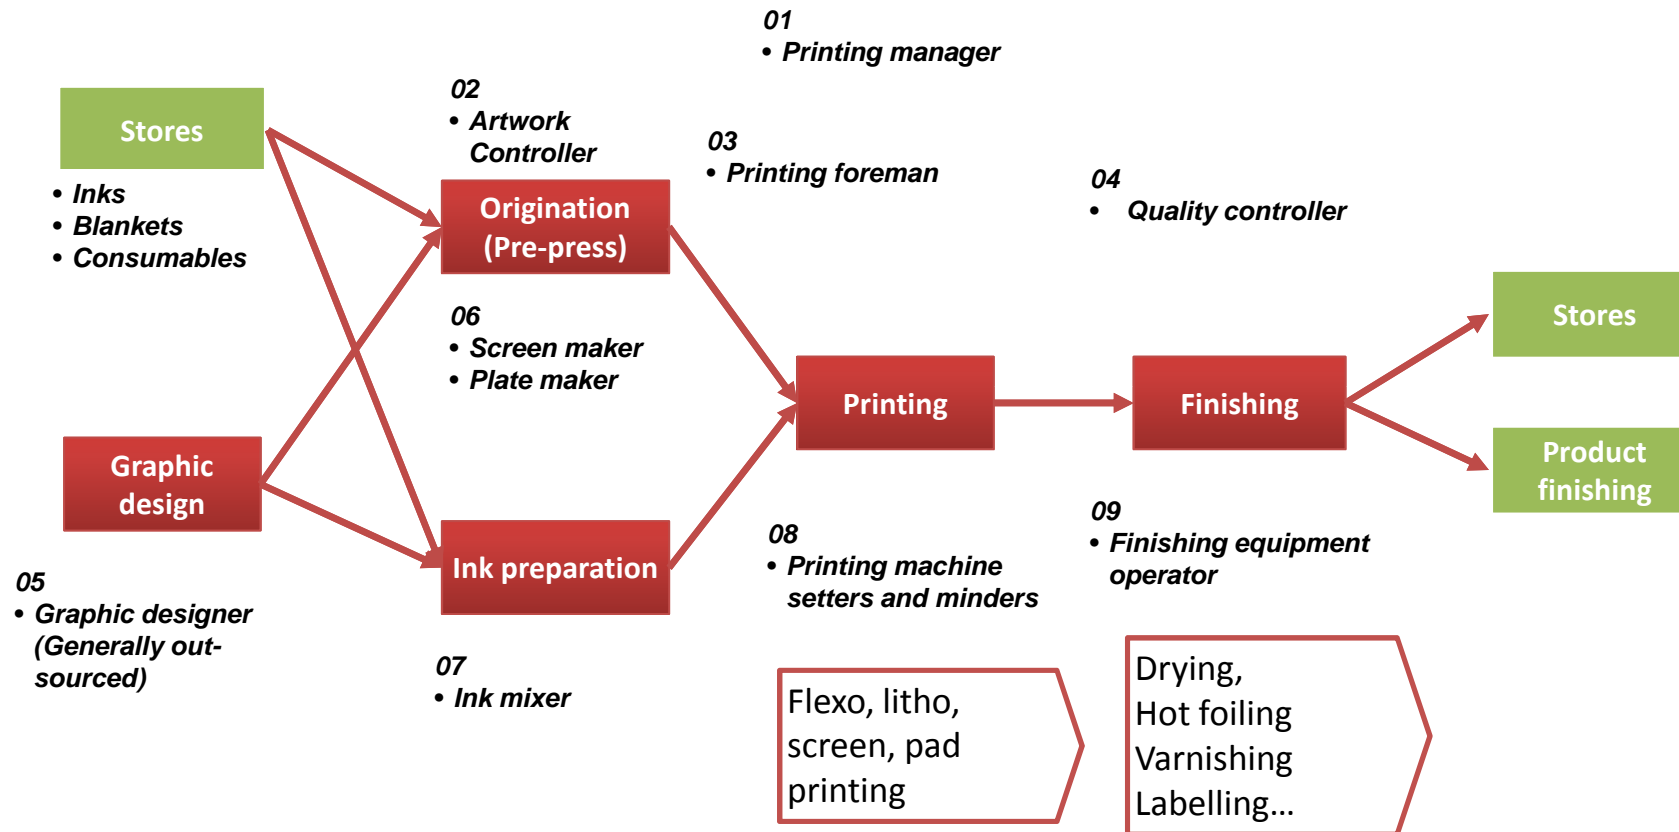 01
• Printing manager
02
• Artwork
Controller
Stores
• Inks
• Blankets
• Consumables
03
• Printing foreman
04
• Quality controller
Origination
(Pre-press)
06
• Screen maker
• Plate maker
Stores
Printing
Finishing
Graphic
design
Product
finishing
Ink preparation
05
• Graphic designer
(Generally out-
sourced)
07
• Ink mixer
08
• Printing machine
setters and minders
09
• Finishing equipment
operator
Flexo, litho,
screen, pad
printing
Drying,
Hot foiling
Varnishing
Labelling...